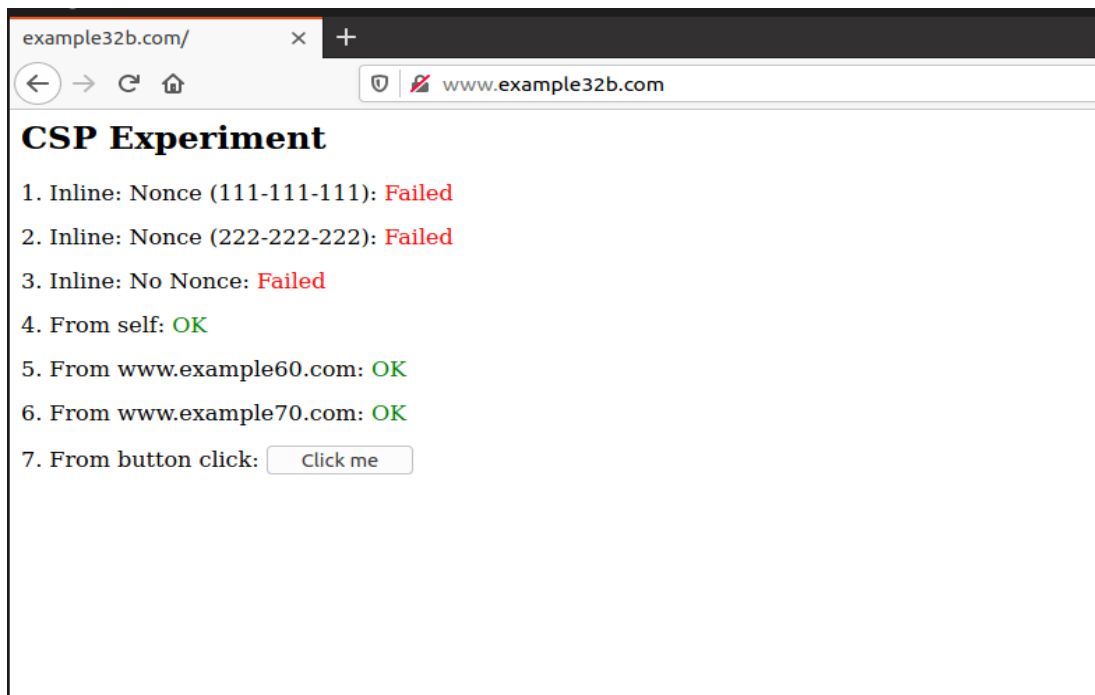 example32b.com/
www.example32b.com
CSP Experiment
1. Inline: Nonce (111-111-111): Failed
2. Inline: Nonce (222-222-222): Failed
3. Inline: No Nonce: Failed
4. From self: OK
5. From www.example60.com: OK
6. From www.example70.com: OK
7. From button click: Click me